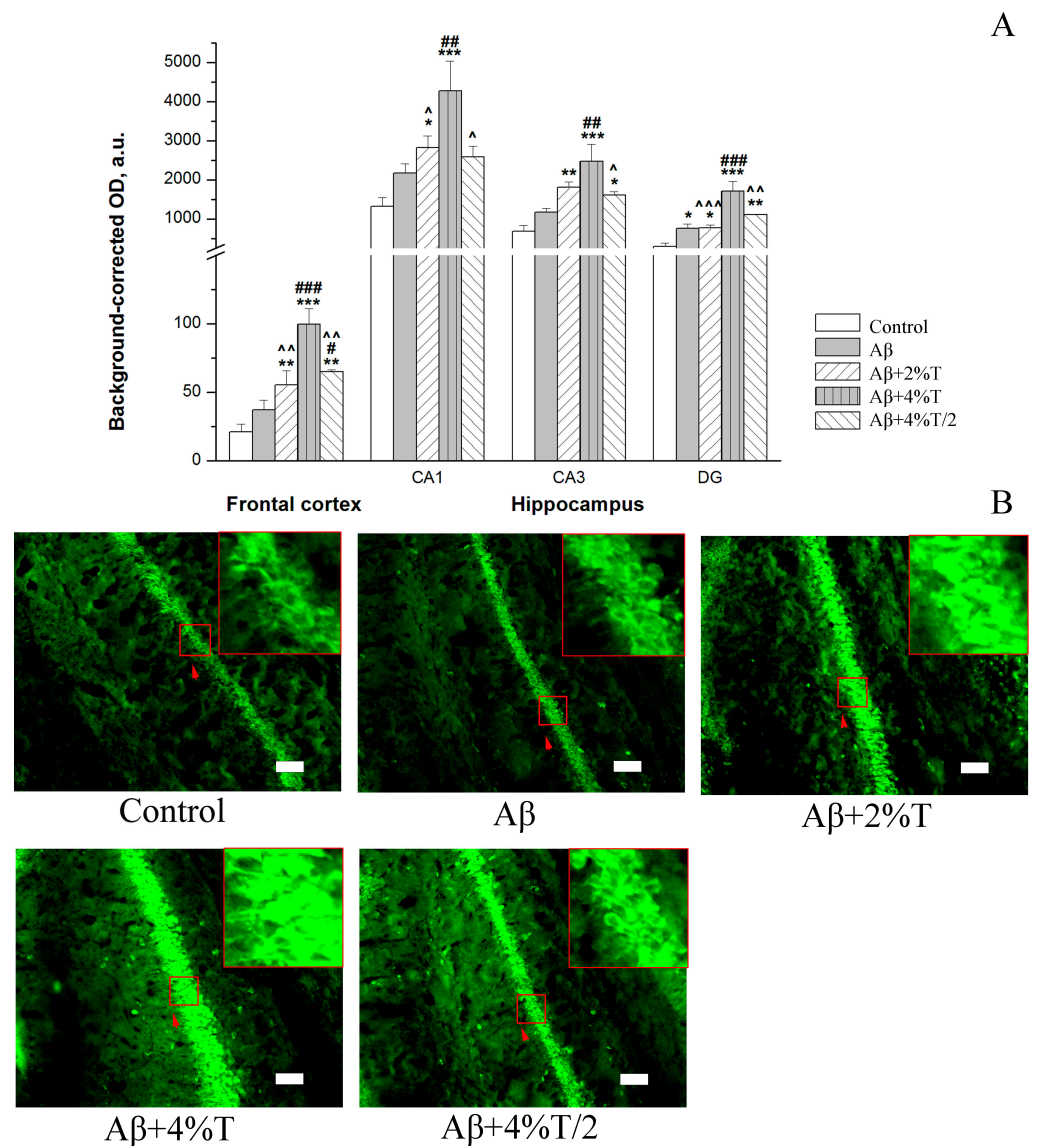 A
Background-corrected OD, a.u.
5000
4000
3000
2000
1000
100
50
0
###
***
^^
**
^^
#
**
##
***
^
*
^
##
***
**
^
*
###
***
*
^^^
*
^^
**
CA1
CA3
DG
Frontal cortex
Hippocampus
Control
Aβ
Aβ+2%T
Aβ+4%T
Aβ+4%T/2
B
Control
Aβ
Aβ+2%T
Aβ+4%T
Aβ+4%T/2